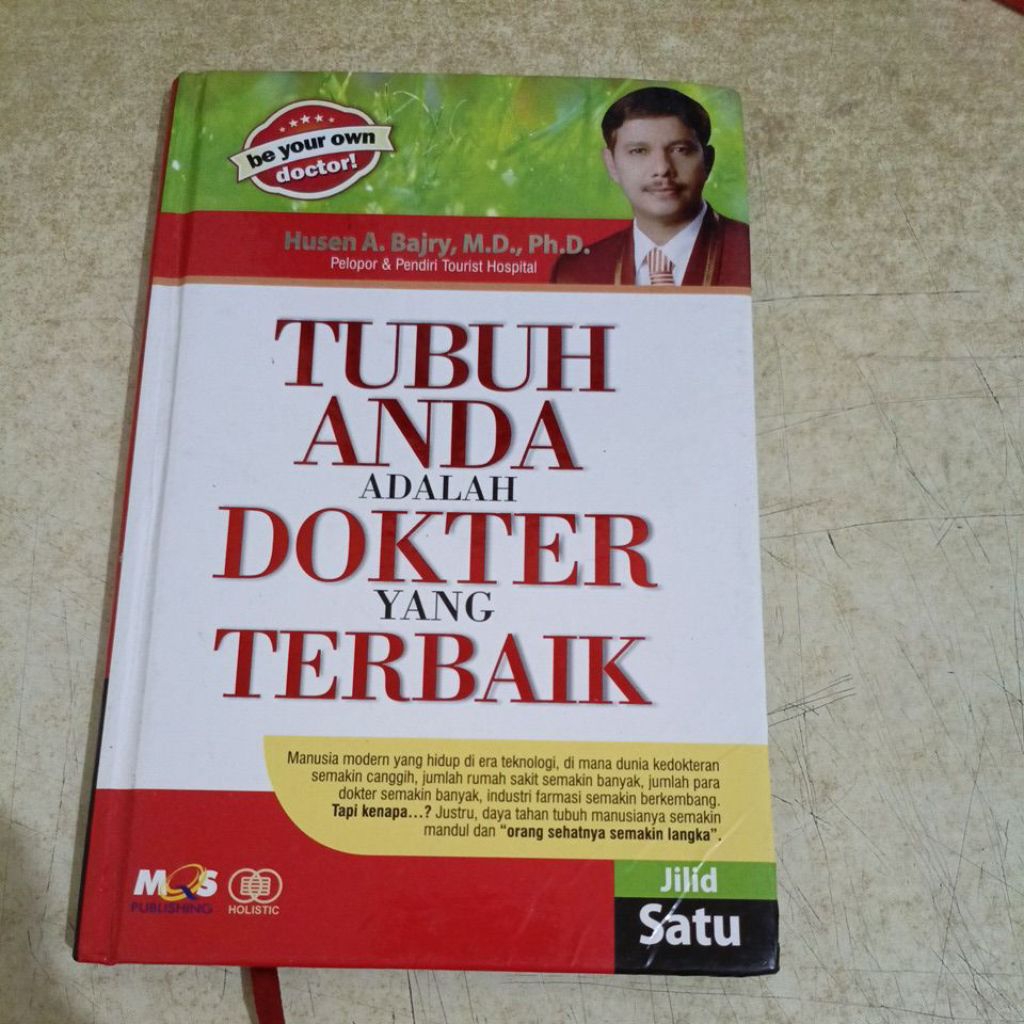 be your own
doctor!
Husen A. Bajry, M.D., Ph.D.
Pelopor & Pendiri Tourist Hospital
TUBUH
ANDA
ADALAH
DOKTER
YANG
TERBAIK
Manusia modern yang hidup di era teknologi, di mana dunia kedokteran
semakin canggih, jumlah rumah sakit semakin banyak, jumlah para
dokter semakin banyak, industri farmasi semakin berkembang.
Tapi kenapa...? Justru, daya tahan tubuh manusianya semakin
mandul dan “orang sehatnya semakin langka”.
MQS
PUBLISHING
HOLISTIC
Jilid
Satu